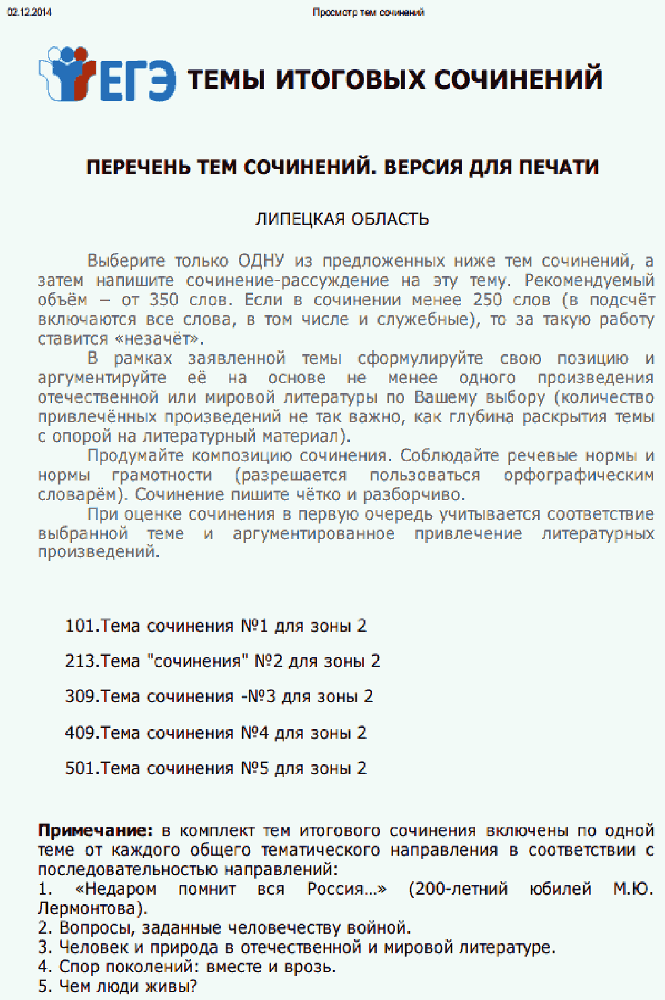 02.12.2014 Просмотр тем сочинений
ЕГЭ ТЕМЫ ИТОГОВЫХ СОЧИНЕНИЙ
ПЕРЕЧЕНЬ ТЕМ СОЧИНЕНИЙ. ВЕРСИЯ ДЛЯ ПЕЧАТИ
ЛИПЕЦКАЯ ОБЛАСТЬ
Выберите только ОДНУ из предложенных ниже тем сочинений, а
затем напишите сочинение-рассуждение на эту тему. Рекомендуемый
объём – от 350 слов. Если в сочинении менее 250 слов (в подсчёт
включаются все слова, в том числе и служебные), то за такую работу
ставится «незачёт».
В рамках заявленной темы сформулируйте свою позицию и
аргументируйте её на основе не менее одного произведения
отечественной или мировой литературы по Вашему выбору (количество
привлечённых произведений не так важно, как глубина раскрытия темы
с опорой на литературный материал).
Продумайте композицию сочинения. Соблюдайте речевые нормы и
нормы грамотности (разрешается пользоваться орфографическим
словарём). Сочинение пишите чётко и разборчиво.
При оценке сочинения в первую очередь учитывается соответствие
выбранной теме и аргументированное привлечение литературных
произведений.
101.Тема сочинения №1 для зоны 2
213.Тема "сочинения" №2 для зоны 2
309.Тема сочинения -№3 для зоны 2
409.Тема сочинения №4 для зоны 2
501.Тема сочинения №5 для зоны 2
Примечание: в комплект тем итогового сочинения включены по одной
теме от каждого общего тематического направления в соответствии с
последовательностью направлений:
1. «Недаром помнит вся Россия…» (200-летний юбилей М.Ю.
Лермонтова).
2. Вопросы, заданные человечеству войной.
3. Человек и природа в отечественной и мировой литературе.
4. Спор поколений: вместе и врозь.
5. Чем люди живы?